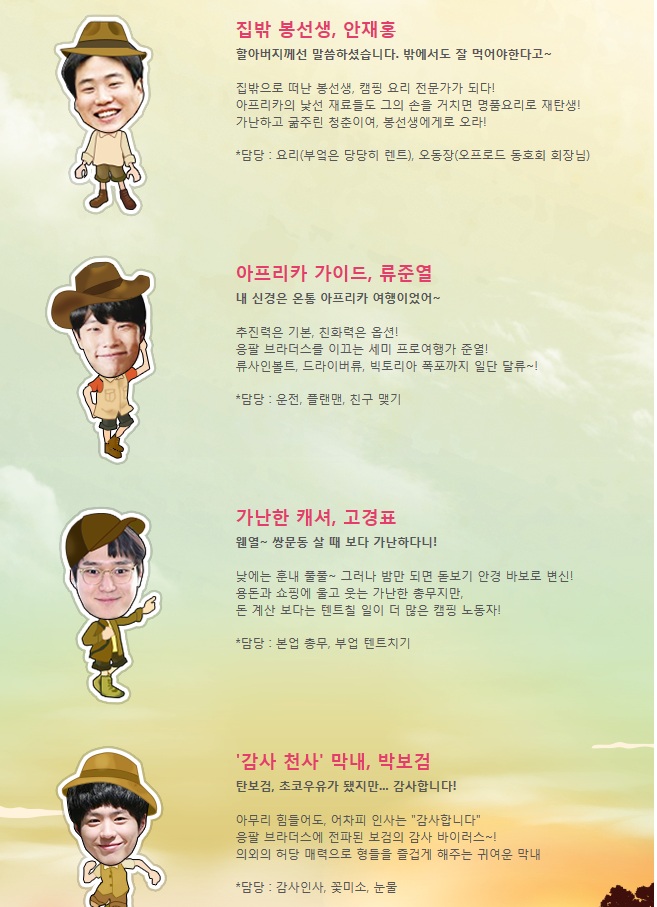 집밖 봉선생, 안재홍
할아버지께선 말씀하셨습니다. 밖에서도 잘 먹어야한다고~
집밖으로 떠난 봉선생, 캠핑 요리 전문가가 되다!
아프리카의 낯선 재료들도 그의 손을 거치면 명품요리로 재탄생!
가난하고 굶주린 청춘이여, 봉선생에게로 오라!
*담당 : 요리(부엌은 당당히 렌트), 오동장(오프로드 동호회 회장님)
아프리카 가이드, 류준열
내 신경은 온통 아프리카 여행이었어~
추진력은 기본, 친화력은 옵션!
응팔 브라더스를 이끄는 세미 프로여행가 준열!
류사인볼트, 드라이버류, 빅토리아 폭포까지 일단 달류~!
*담당 : 운전, 플랜맨, 친구 맺기
가난한 캐셔, 고경표
웬열~ 쌍문동 살 때 보다 가난하다니!
낮에는 훈내 풀풀~ 그러나 밤만 되면 돋보기 안경 바보로 변신!
용돈과 쇼핑에 울고 웃는 가난한 총무지만,
돈 계산 보다는 텐트칠 일이 더 많은 캠핑 노동자!
*담당 : 본업 총무, 부업 텐트치기
'감사 천사' 막내, 박보검
탄보검, 초코우유가 됐지만... 감사합니다!
아무리 힘들어도, 어차피 인사는 "감사합니다"
응팔 브라더스에 전파된 보검의 감사 바이러스~!
의외의 허당 매력으로 형들을 즐겁게 해주는 귀여운 막내
*담당 : 감사인사, 꽃미소, 눈물